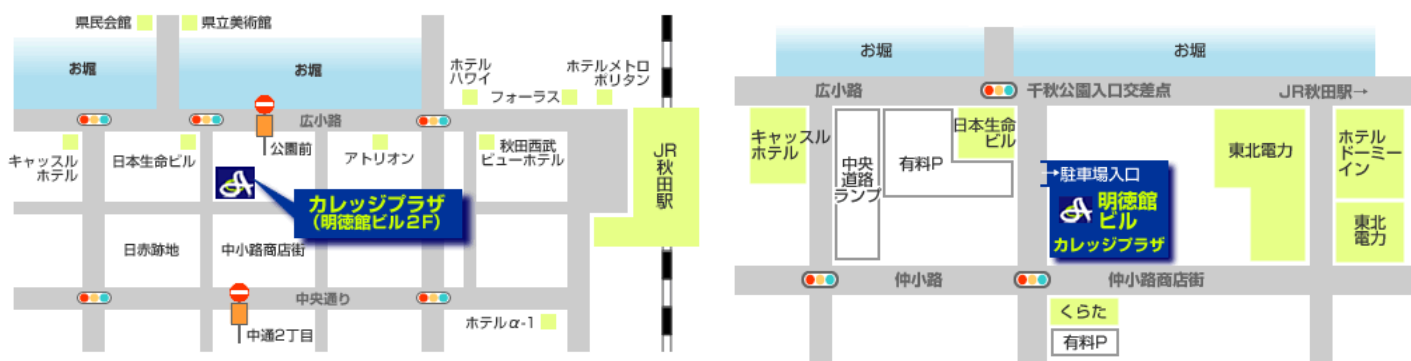 県民会館
県立美術館
お堀
お堀
ホテル
ハワイ
ホテルメトロ
ポリタン
フォーラス
広小路
キャッスル
ホテル
日本生命ビル
公園前
アトリオン
秋田西武
ビューホテル
JR
秋田駅
カレッジプラザ
(明徳館ビル2F)
日赤跡地
中小路商店街
中央通り
中通2丁目
ホテルα-1
お堀
お堀
広小路
千秋公園入口交差点
JR秋田駅→
キャッスル
ホテル
中央
道路
ランプ
有料P
日本生命
ビル
→駐車場入口
明徳館
ビル
カレッジプラザ
東北電力
ホテル
ドーミー
イン
東北
電力
仲小路
仲小路商店街
くらた
有料P